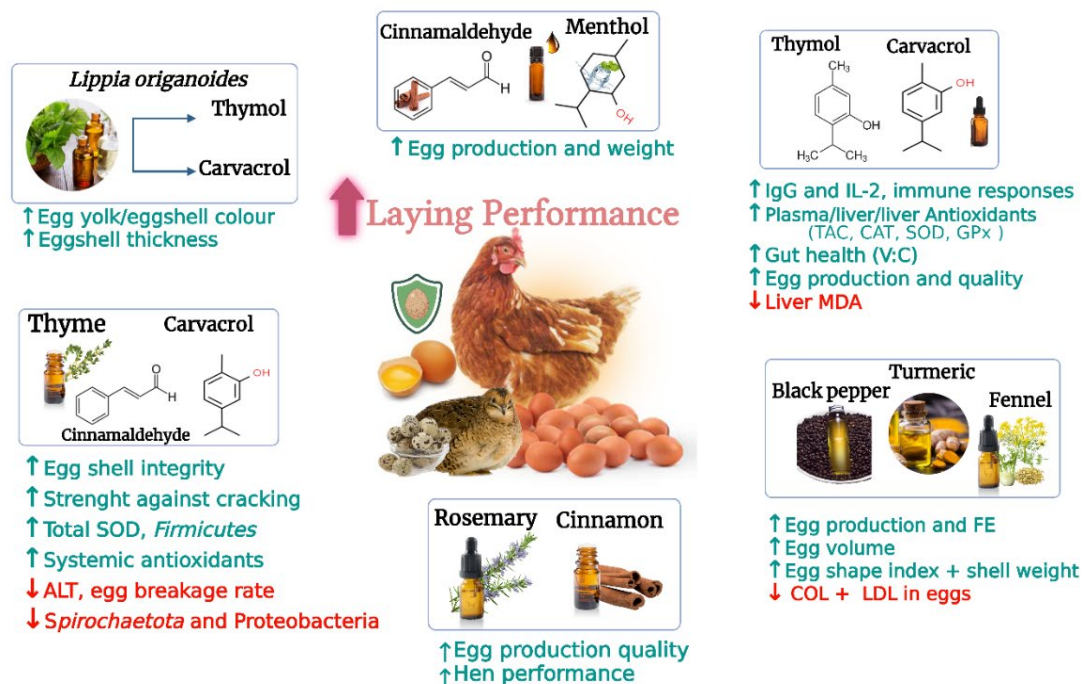 Lippia origanoides
Thymol
Carvacrol
↑Egg yolk/eggshell colour
↑Eggshell thickness
Cinnamaldehyde
Menthol
O
H
OH
↑Egg production and weight
Thymol
Carvacrol
CH₃
OH
H₃C
CH₃
OH
↑IgG and IL-2, immune responses
↑Plasma/liver/liver Antioxidants
(TAC, CAT, SOD, GPx )
↑Gut health (V:C)
↑Egg production and quality
↓Liver MDA
↑Laying Performance
Thyme
Carvacrol
O
H
OH
Cinnamaldehyde
↑Egg shell integrity
↑Strenght against cracking
↑Total SOD, Firmicutes
↑Systemic antioxidants
↓ALT, egg breakage rate
↓Spirochaetota and Proteobacteria
Rosemary
Cinnamon
↑Egg production quality
↑Hen performance
Black pepper
Turmeric
Fennel
↑Egg production and FE
↑Egg volume
↑Egg shape index + shell weight
↓ COL + LDL in eggs